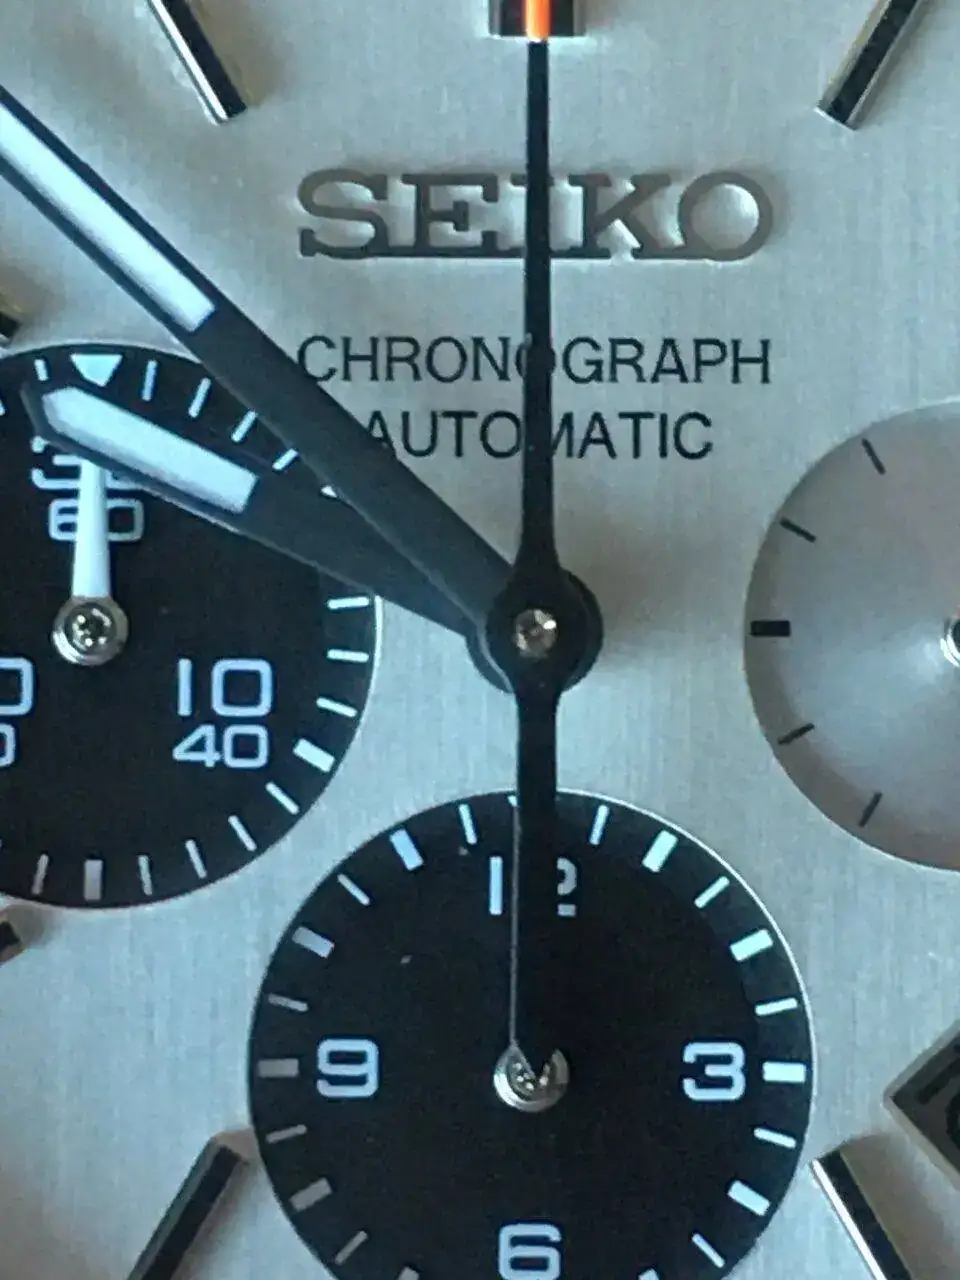 SEIKO
CHRONOGRAPH
AUTOMATIC
60
10
40
12
9
3
6